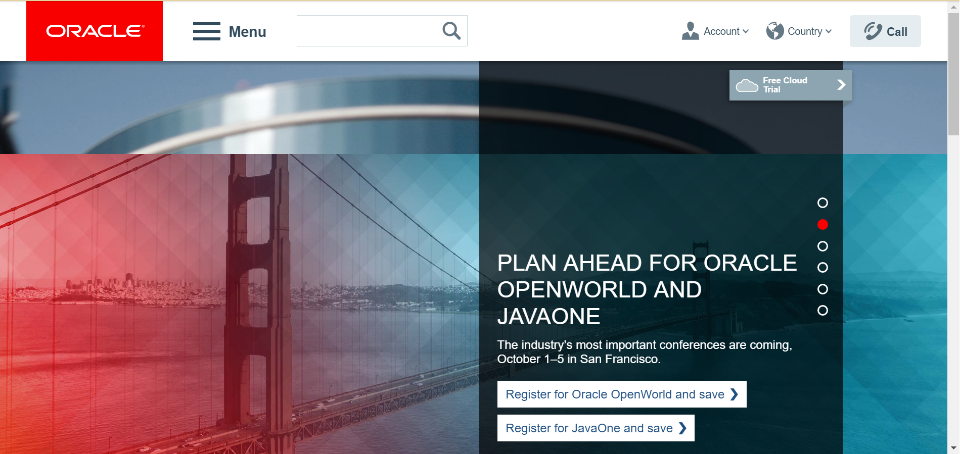 ORACLE
Menu
Account
Country
Call
Free Cloud
Trial
PLAN AHEAD FOR ORACLE
OPENWORLD AND
JAVAONE
The industry's most important conferences are coming,
October 1–5 in San Francisco.
Register for Oracle OpenWorld and save
Register for JavaOne and save